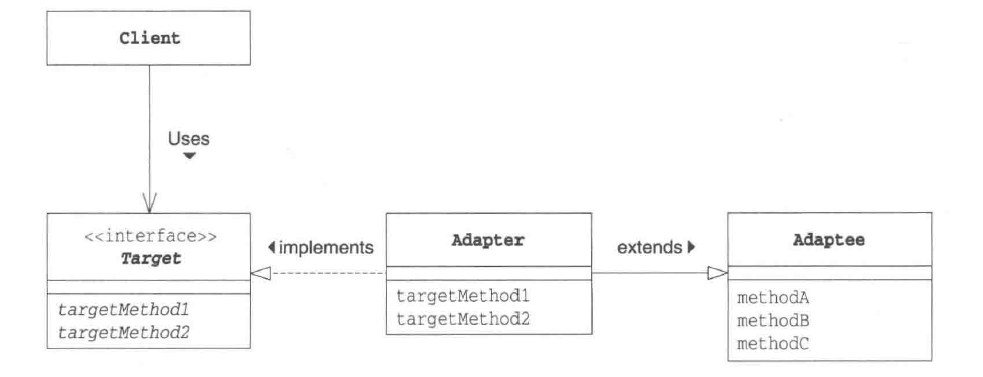 Client
Uses
<<interface>>
Target
targetMethod1
targetMethod2
implements
Adapter
targetMethod1
targetMethod2
extends
Adaptee
methodA
methodB
methodC